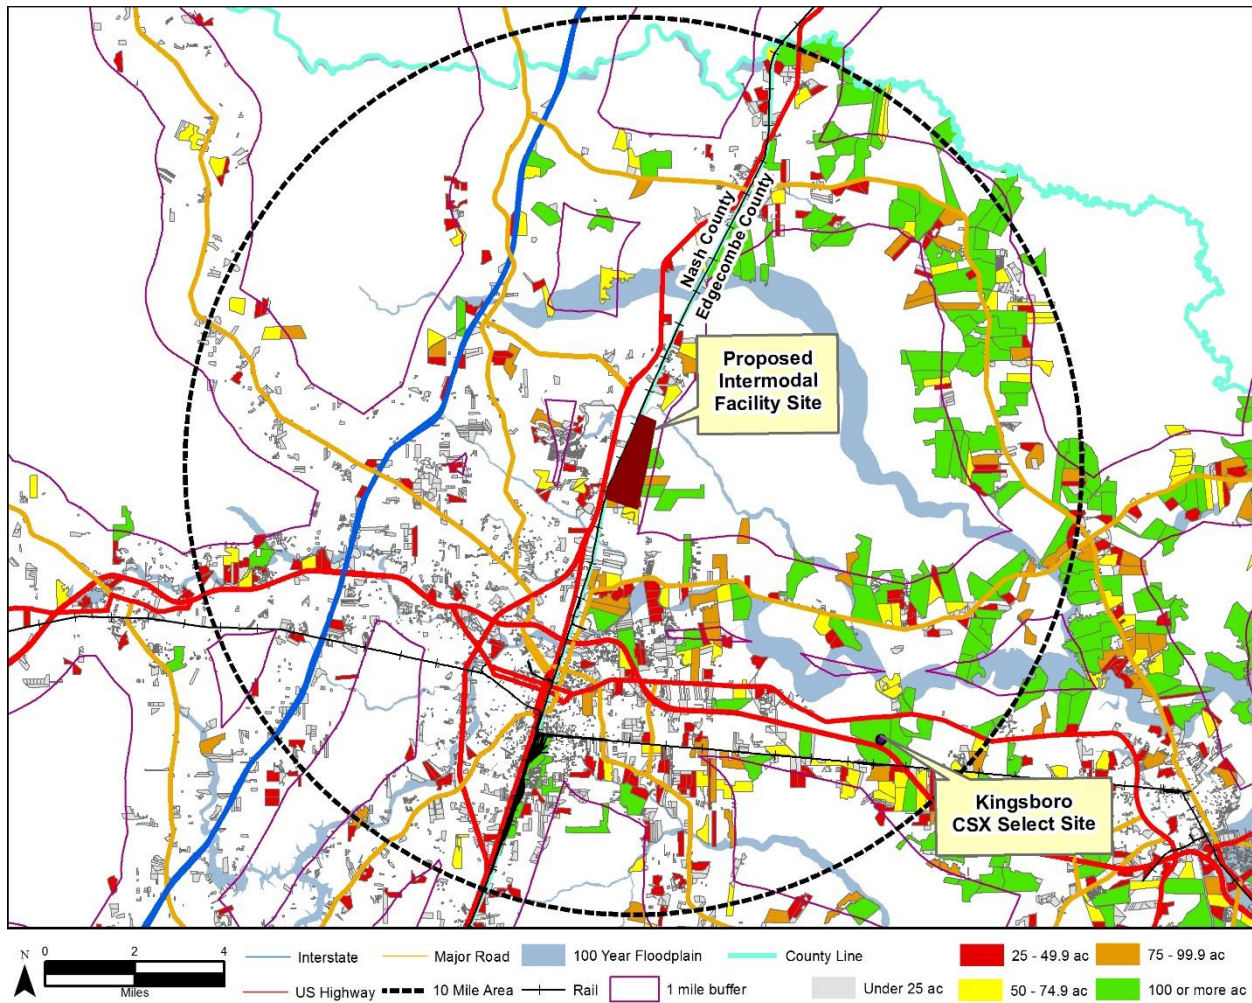 Nash County
Edgecombe County
Proposed
Intermodal
Facility Site
Kingsboro
CSX Select Site
N
0 2 4
Miles
Interstate
Major Road
100 Year Floodplain
County Line
25 - 49.9 ac
75 - 99.9 ac
US Highway
10 Mile Area
Rail
1 mile buffer
Under 25 ac
50 - 74.9 ac
100 or more ac